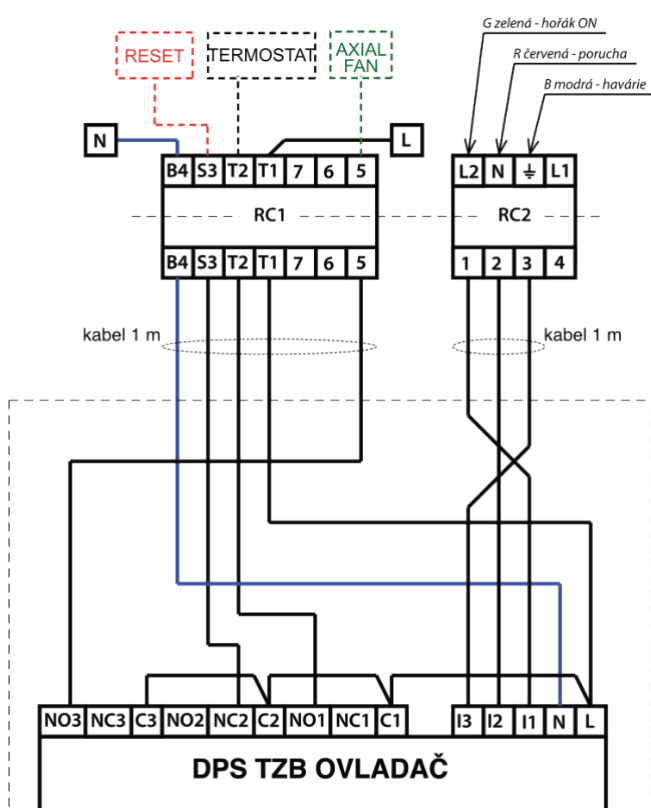 G zelená - hořák ON
R červená - porucha
B modrá - havárie
RESET
TERMOSTAT
AXIAL
FAN
N
L
B4 S3 T2 T1 7 6 5
L2 N ⏚ L1
RC1
RC2
B4 S3 T2 T1 7 6 5
1 2 3 4
kabel 1 m
kabel 1 m
NO3 NC3 C3 NO2 NC2 C2 NO1 NC1 C1
I3 I2 I1 N L
DPS TZB OVLADAČ